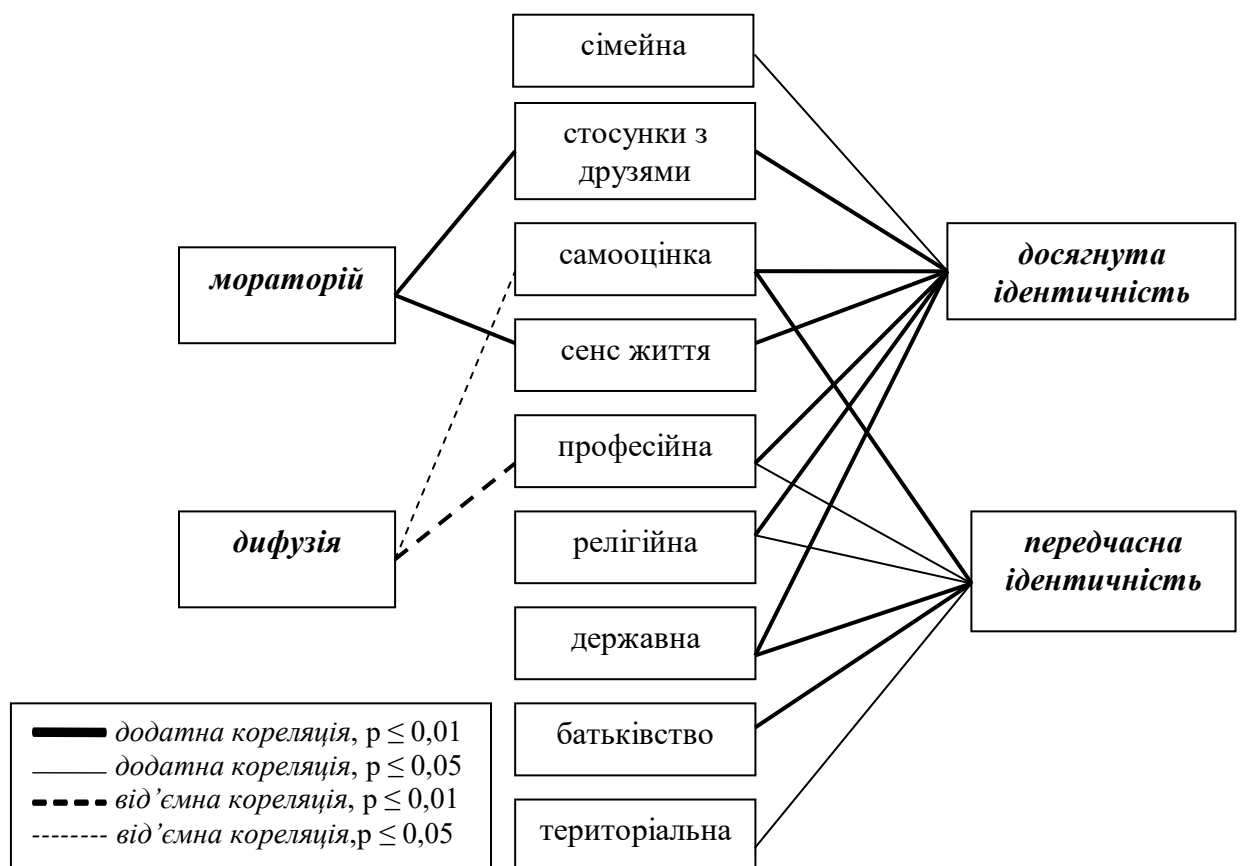 сімейна
стосунки з
друзями
самооцінка
сенс життя
професійна
релігійна
державна
батьківство
територіальна
мораторій
дифузія
досягнута
ідентичність
передчасна
ідентичність
додатна кореляція, p ≤ 0,01
додатна кореляція, p ≤ 0,05
від’ємна кореляція, p ≤ 0,01
від’ємна кореляція,p ≤ 0,05